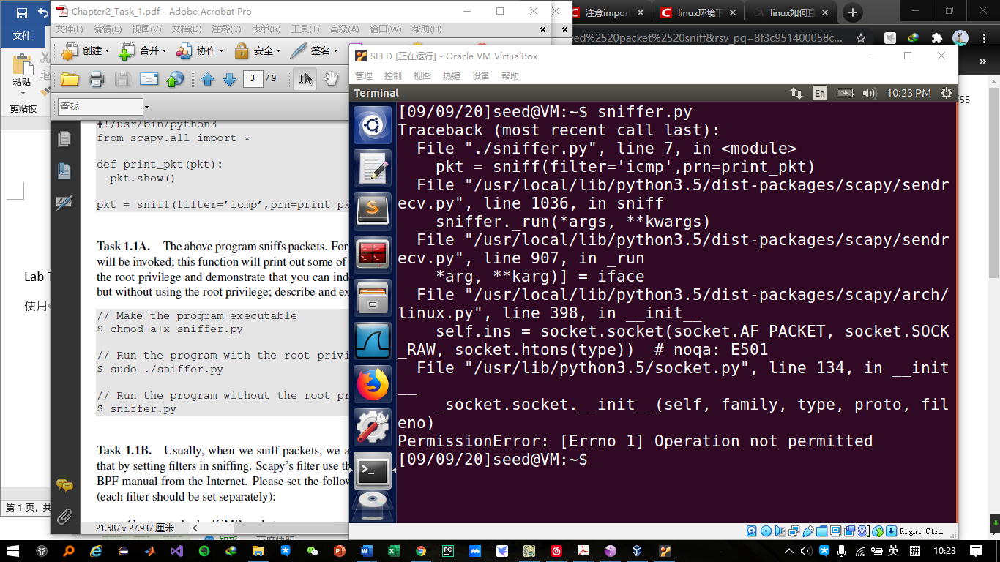 Chapter2_Task_1.pdf - Adobe Acrobat Pro
注意import
linux环境下
linux如何直
文件
文件(F) 编辑(E) 视图(V) 文档(D) 注释(C) 表单(R) 工具(T) 高级(A) 窗口(W) 帮助(H)
ed%2520packet%2520sniff&rsv_pq=8f3c951400058c...
创建 合并 协作 安全 签名
SEED [正在运行] - Oracle VM VirtualBox
粘贴
剪贴板
3 / 9
管理 控制 视图 热键 设备 帮助
查找
Terminal
En
10:23 PM
55
#!/usr/bin/python3
from scapy.all import *
def print_pkt(pkt):
pkt.show()
pkt = sniff(filter=’icmp’,prn=print_pk
Task 1.1A. The above program sniffs packets. For
will be invoked; this function will print out some of
the root privilege and demonstrate that you can ind
but without using the root privilege; describe and ex
// Make the program executable
$ chmod a+x sniffer.py
// Run the program with the root privi
$ sudo ./sniffer.py
// Run the program without the root pr
$ sniffer.py
Task 1.1B. Usually, when we sniff packets, we a
that by setting filters in sniffing. Scapy’s filter use th
BPF manual from the Internet. Please set the follow
(each filter should be set separately):
Lab T
使用
第 1 页，共
21.587 x 27.937 厘米
[09/09/20]seed@VM:~$ sniffer.py
Traceback (most recent call last):
File "./sniffer.py", line 7, in <module>
pkt = sniff(filter='icmp',prn=print_pkt)
File "/usr/local/lib/python3.5/dist-packages/scapy/sendr
ecv.py", line 1036, in sniff
sniffer._run(*args, **kwargs)
File "/usr/local/lib/python3.5/dist-packages/scapy/sendr
ecv.py", line 907, in _run
*arg, **karg)] = iface
File "/usr/local/lib/python3.5/dist-packages/scapy/arch/
linux.py", line 398, in __init__
self.ins = socket.socket(socket.AF_PACKET, socket.SOCK
_RAW, socket.htons(type))  # noqa: E501
File "/usr/lib/python3.5/socket.py", line 134, in __init
__
_socket.socket.__init__(self, family, type, proto, fil
eno)
PermissionError: [Errno 1] Operation not permitted
[09/09/20]seed@VM:~$
Right Ctrl
英
拼
10:23